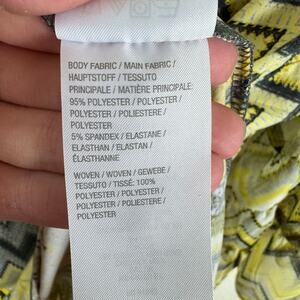 BODY FABRIC / MAIN FABRIC /
HAUPTSTOFF / TESSUTO
PRINCIPALE / MATIÈRE PRINCIPALE:
95% POLYESTER / POLYESTER /
POLYESTER / POLIESTERE /
POLYESTER
5% SPANDEX / ELASTANE /
ELASTHAN / ELASTAN /
ÉLASTHANNE
WOVEN / WOVEN / GEWEBE /
TESSUTO / TISSÉ: 100%
POLYESTER / POLYESTER /
POLYESTER / POLIESTERE /
POLYESTER